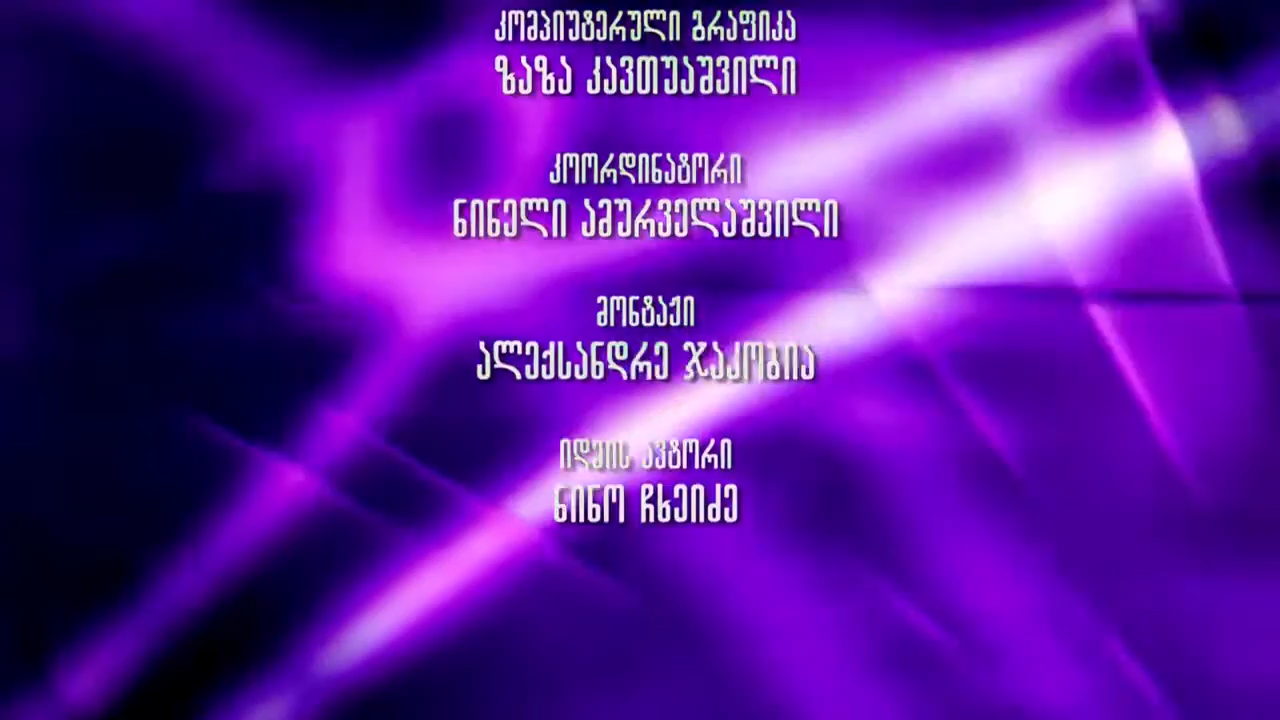 კომპიუტერული გრაფიკა
ზაზა კავთუაშვილი
კოორდინატორი
ნინელი ამურველაშვილი
მონტაჟი
ალექსანდრე ჯაკობია
იდეის ავტორი
ნინო ჩხეიძე